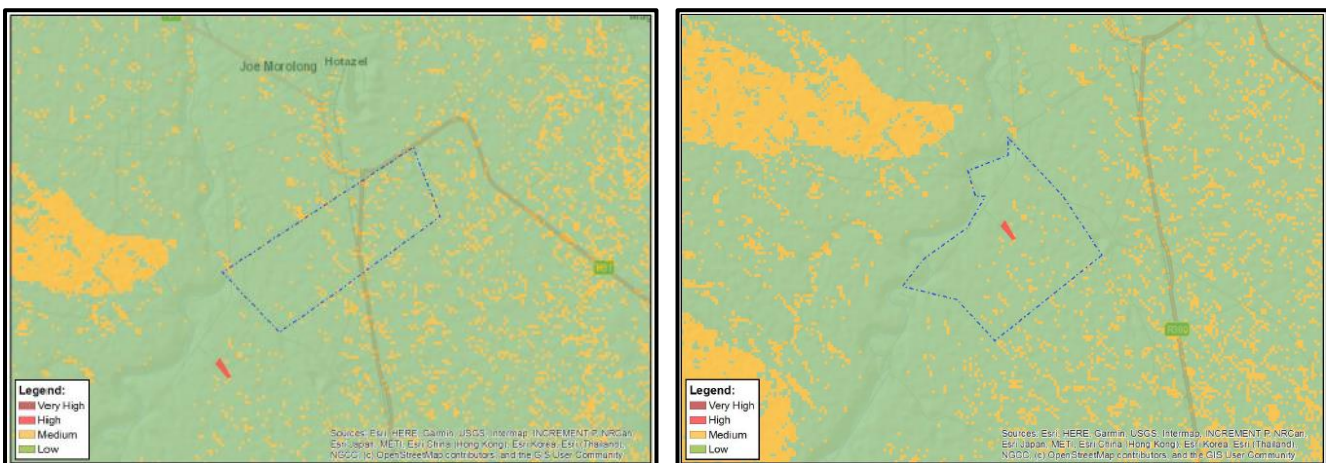 Joe Morolong Hotazel
R31
Legend:
Very High
High
Medium
Low
Sources: Esri, HERE, Garmin, USGS, Intermap, INCREMENT P, NRCan,
Esri Japan, METI, Esri China (Hong Kong), Esri Korea, Esri (Thailand),
NGCC, (c) OpenStreetMap contributors, and the GIS User Community
R380
Legend:
Very High
High
Medium
Low
Sources: Esri, HERE, Garmin, USGS, Intermap, INCREMENT P, NRCan,
Esri Japan, METI, Esri China (Hong Kong), Esri Korea, Esri (Thailand),
NGCC, (c) OpenStreetMap contributors, and the GIS User Community